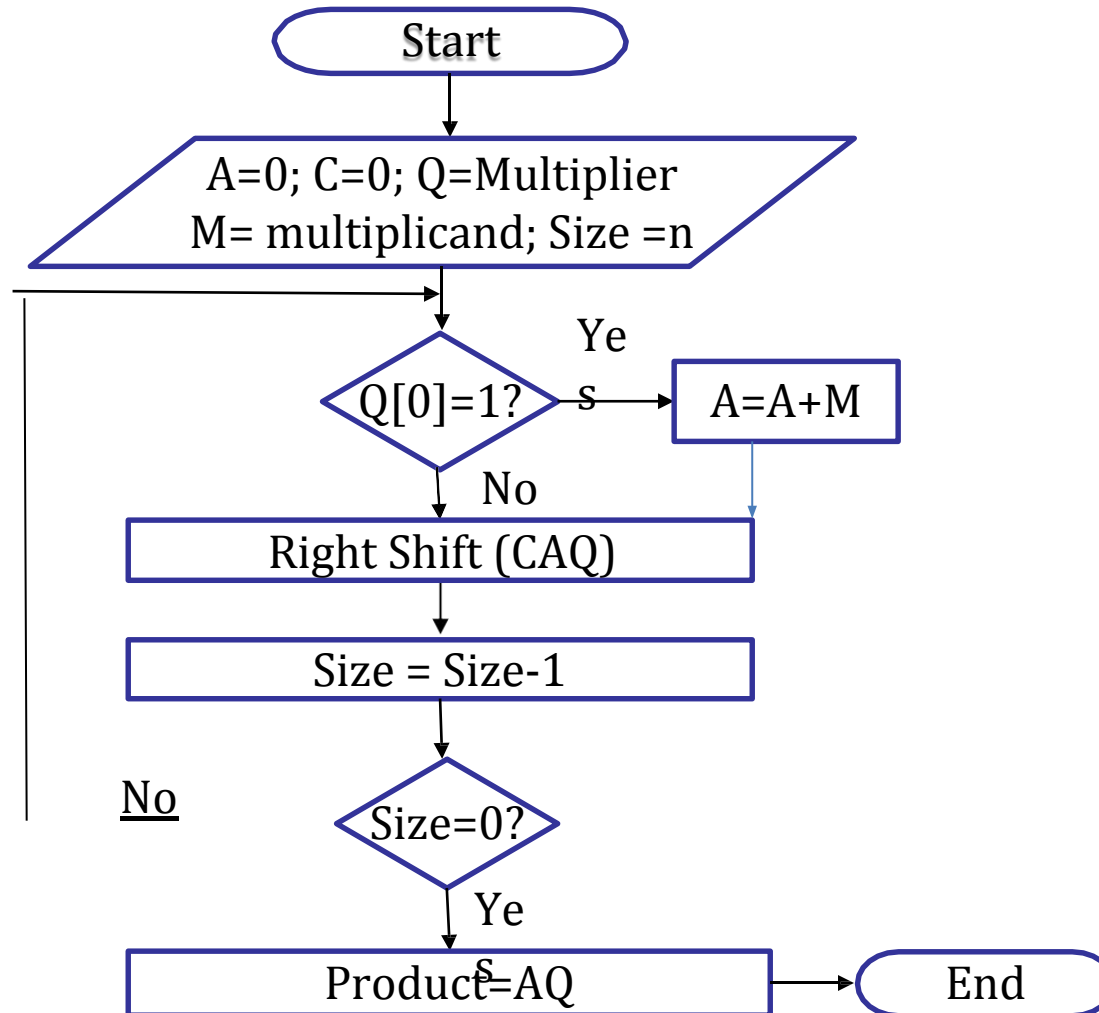 Start
A=0; C=0; Q=Multiplier
M= multiplicand; Size =n
Ye
s
Q[0]=1?
A=A+M
No
Right Shift (CAQ)
Size = Size-1
No
Size=0?
Ye
s
Product=AQ
End